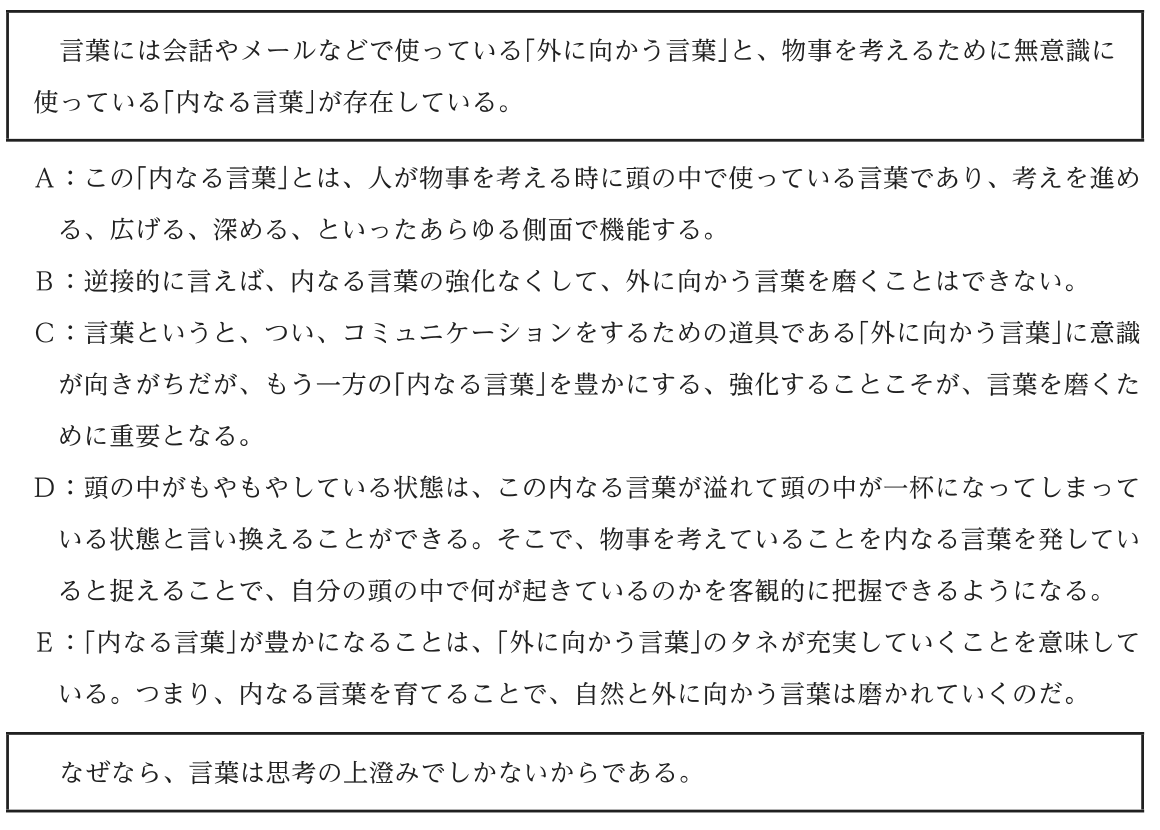 言葉には会話やメールなどで使っている「外に向かう言葉」と、物事を考えるために無意識に
使っている「内なる言葉」が存在している。
Ａ：この「内なる言葉」とは、人が物事を考える時に頭の中で使っている言葉であり、考えを進め
る、広げる、深める、といったあらゆる側面で機能する。
Ｂ：逆接的に言えば、内なる言葉の強化なくして、外に向かう言葉を磨くことはできない。
Ｃ：言葉というと、つい、コミュニケーションをするための道具である「外に向かう言葉」に意識
が向きがちだが、もう一方の「内なる言葉」を豊かにする、強化することこそが、言葉を磨くた
めに重要となる。
Ｄ：頭の中がもやもやしている状態は、この内なる言葉が溢れて頭の中が一杯になってしまって
いる状態と言い換えることができる。そこで、物事を考えていることを内なる言葉を発してい
ると捉えることで、自分の頭の中で何が起きているのかを客観的に把握できるようになる。
Ｅ：「内なる言葉」が豊かになることは、「外に向かう言葉」のタネが充実していくことを意味して
いる。つまり、内なる言葉を育てることで、自然と外に向かう言葉は磨かれていくのだ。
なぜなら、言葉は思考の上澄みでしかないからである。